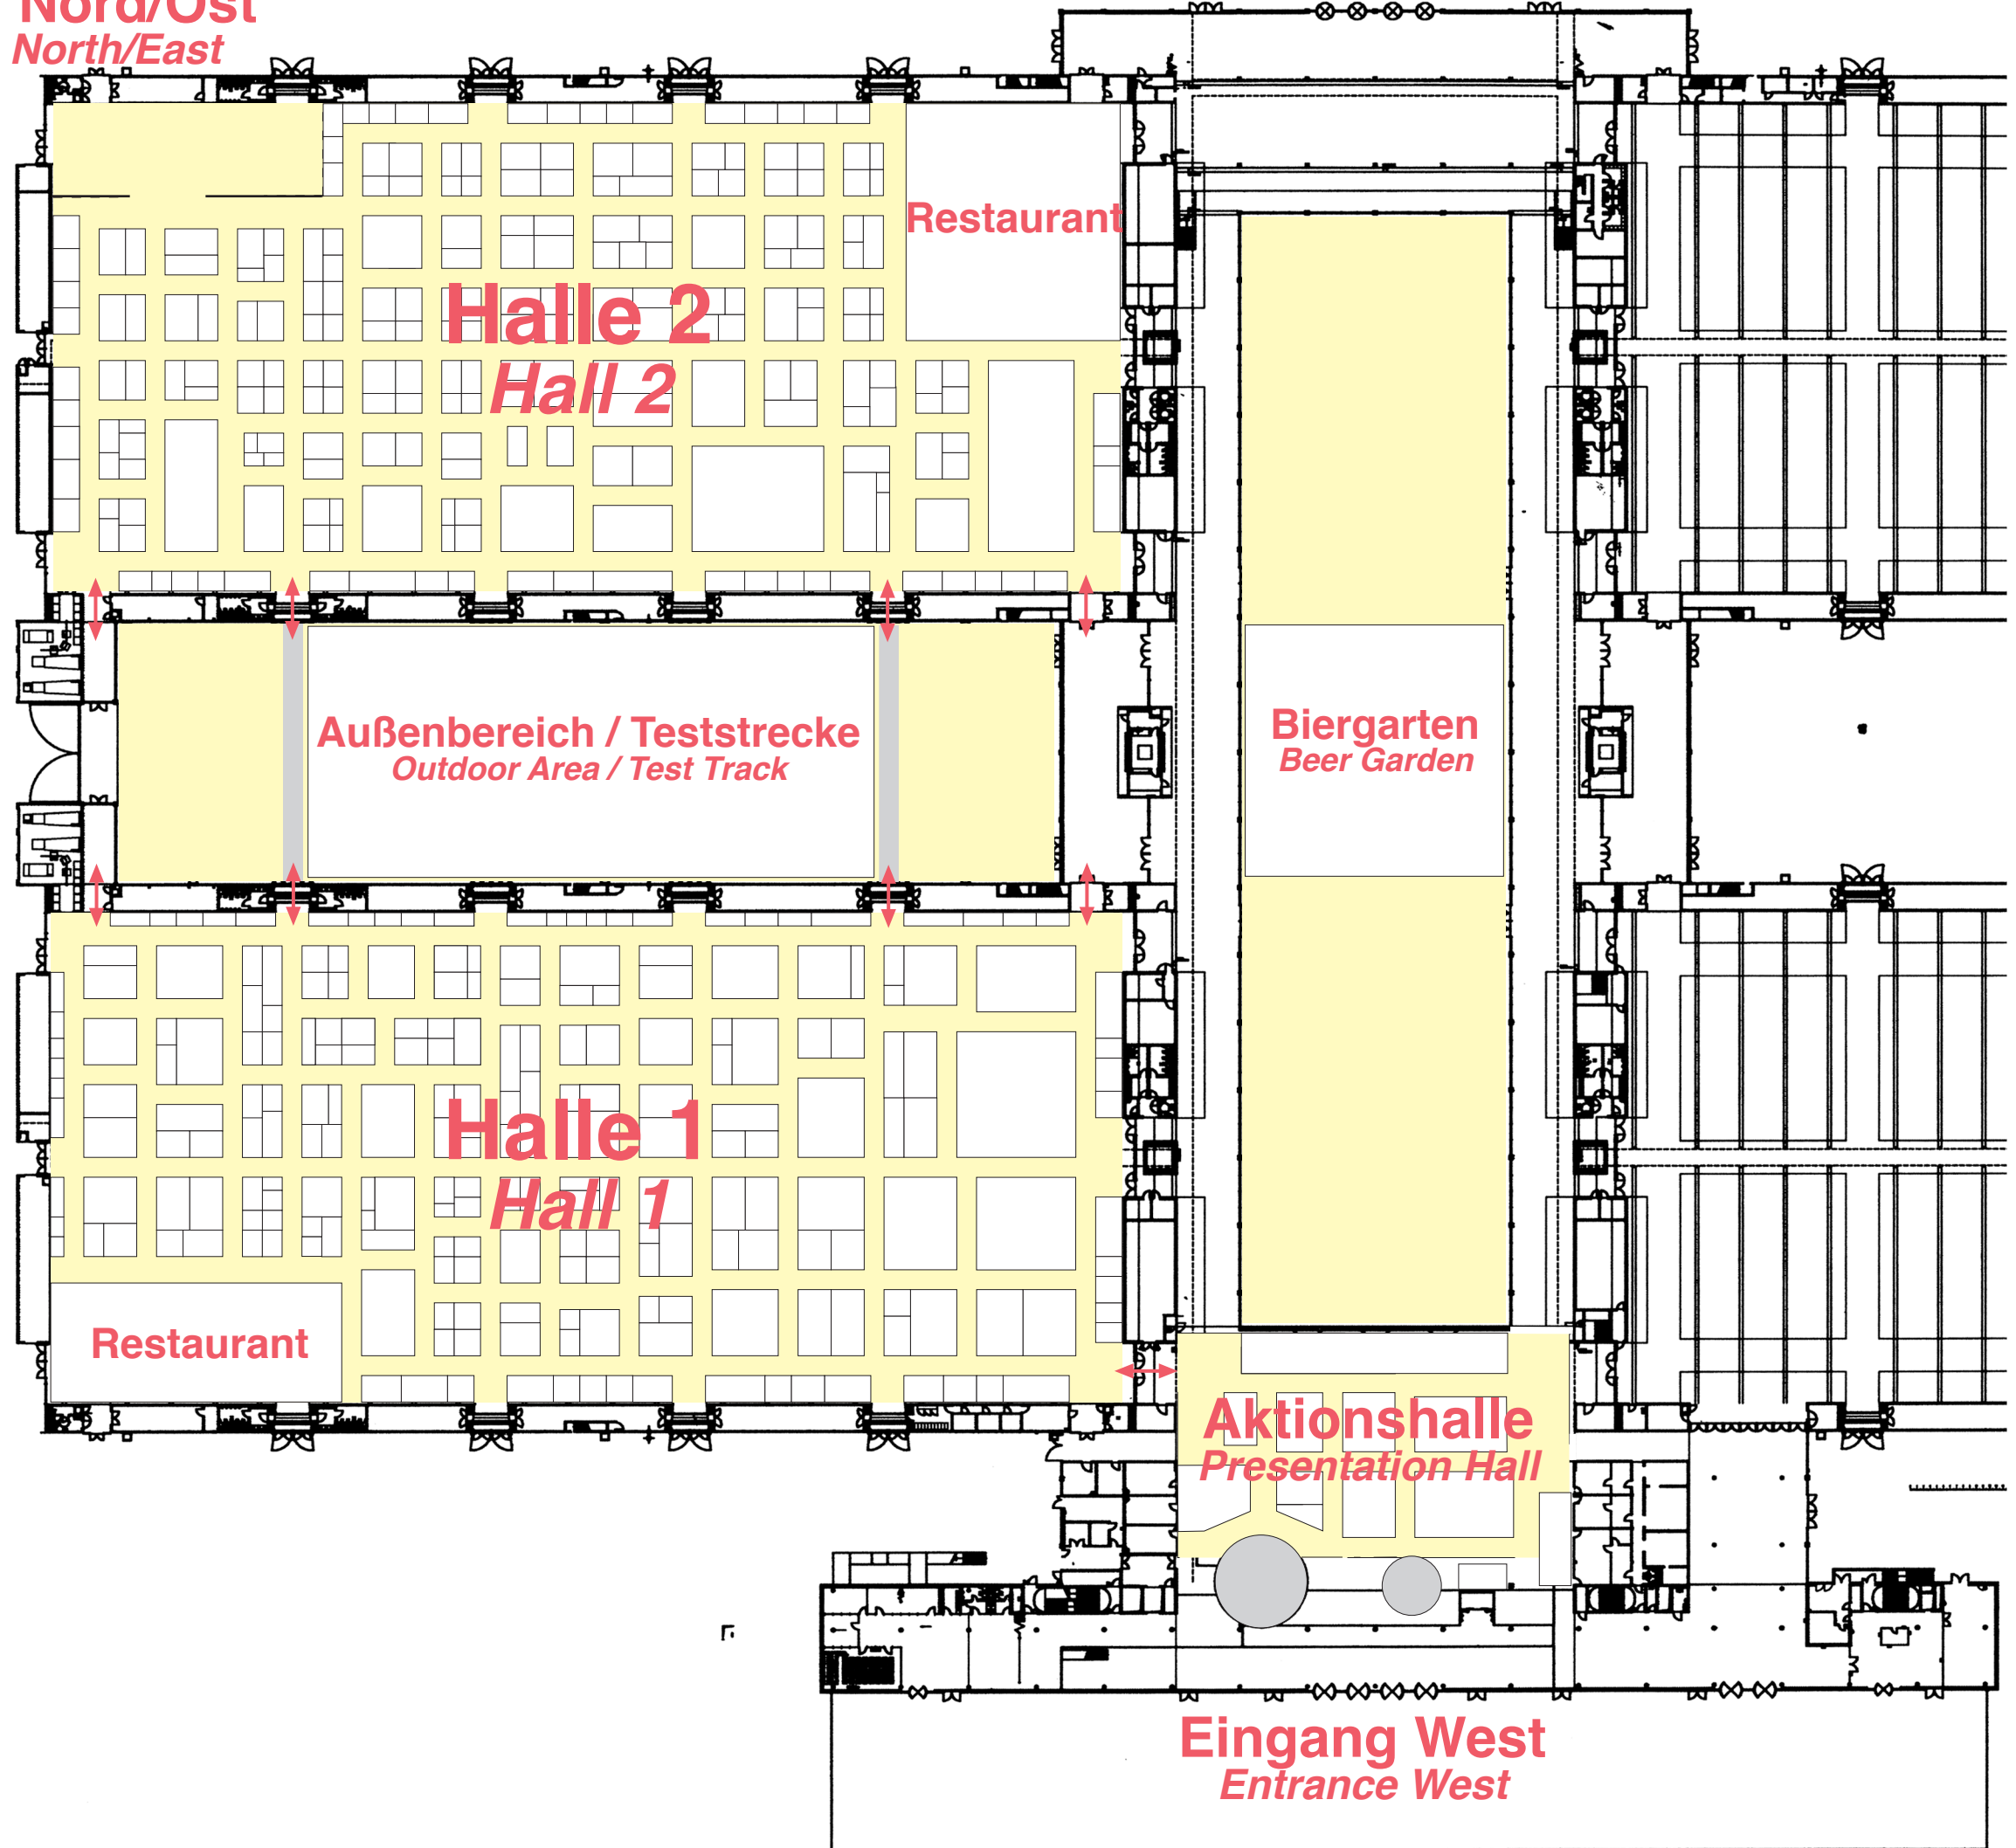 Nord/Ost
North/East
Restaurant
Halle 2
Hall 2
Außenbereich / Teststrecke
Outdoor Area / Test Track
Biergarten
Beer Garden
Halle 1
Hall 1
Restaurant
Aktionshalle
Presentation Hall
Eingang West
Entrance West